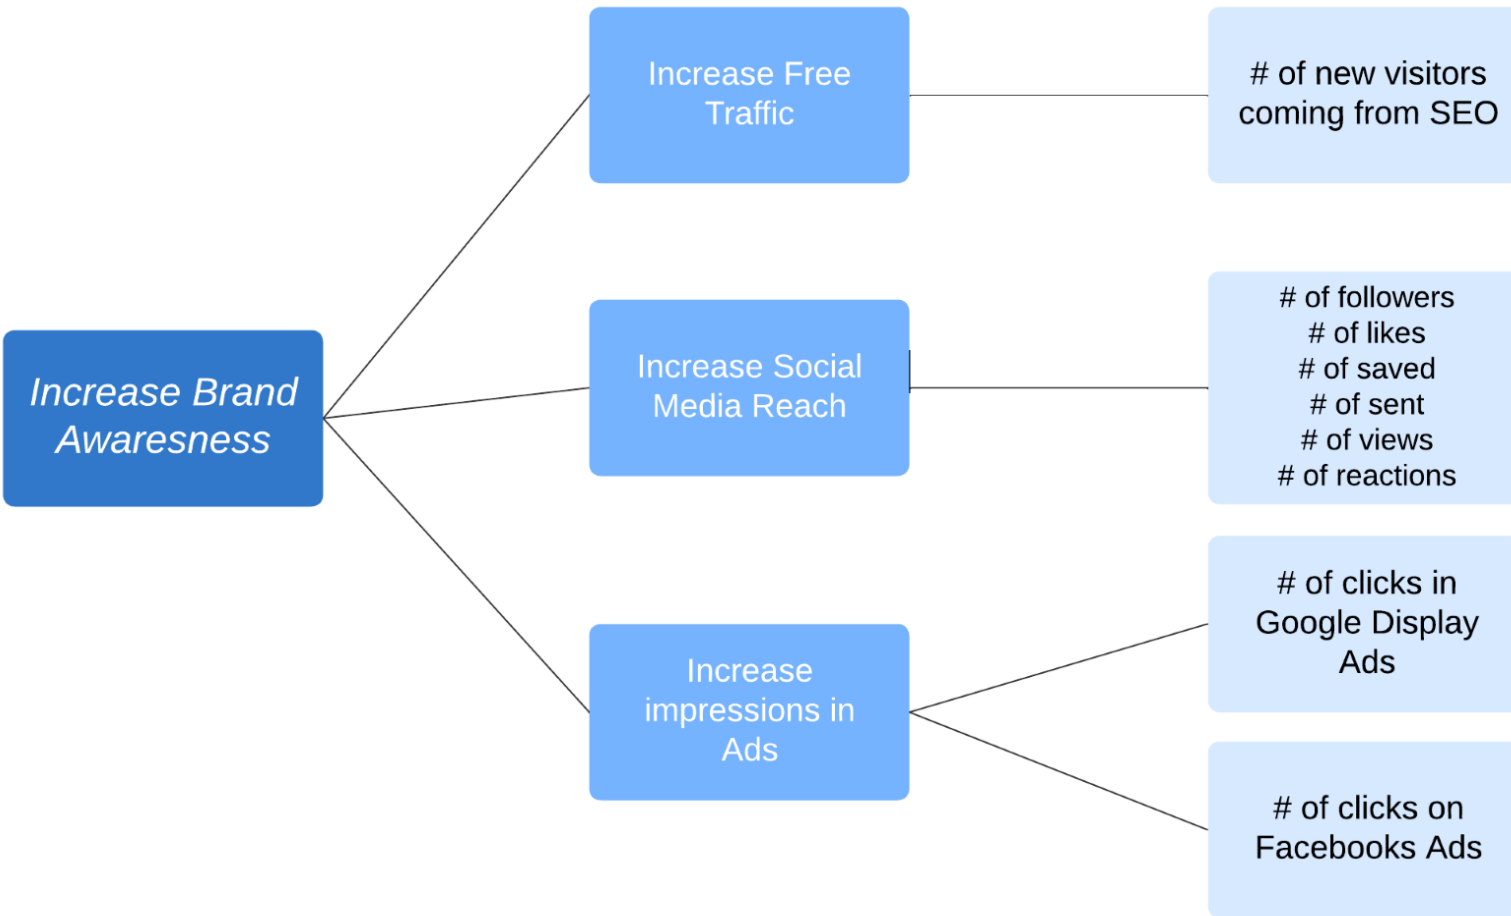 Increase Brand
Awaresness
Increase Free
Traffic
# of new visitors
coming from SEO
Increase Social
Media Reach
# of followers
# of likes
# of saved
# of sent
# of views
# of reactions
Increase
impressions in
Ads
# of clicks in
Google Display
Ads
# of clicks on
Facebooks Ads